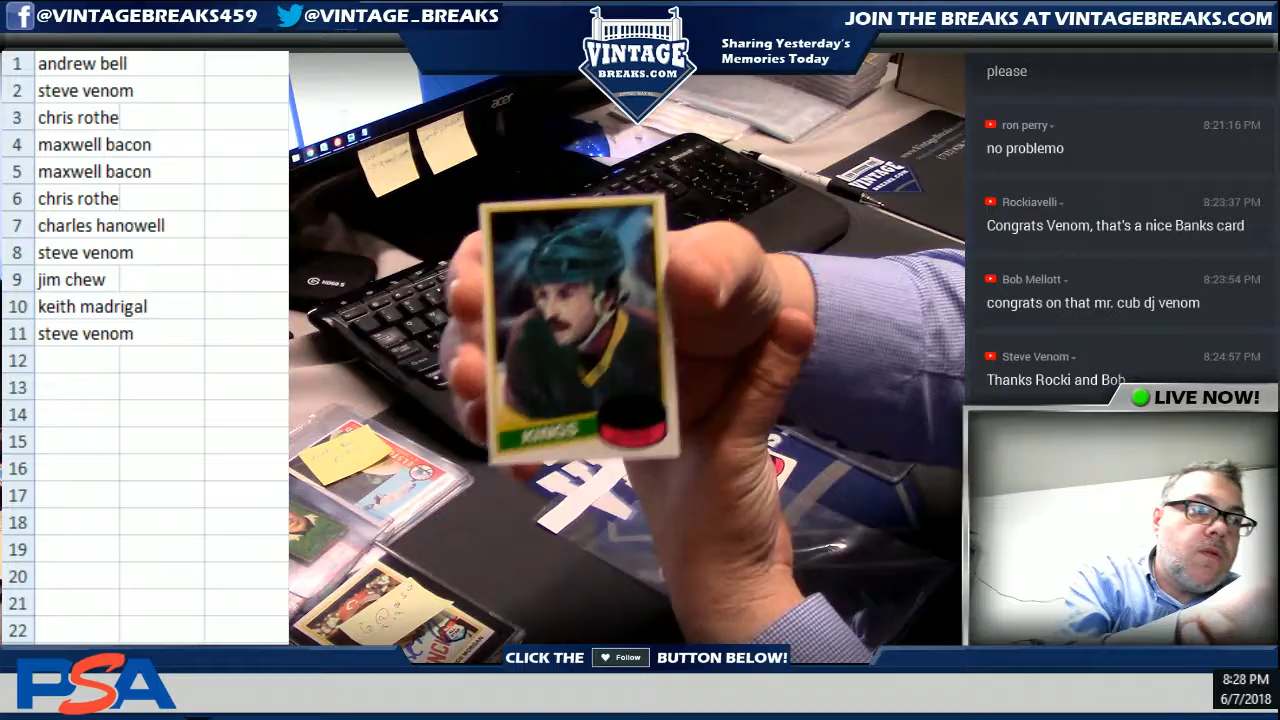 @VINTAGEBREAKS459
@VINTAGE_BREAKS
VINTAGE
BREAKS.COM
Sharing Yesterday's
Memories Today
JOIN THE BREAKS AT VINTAGEBREAKS.COM
1 andrew bell
2 steve venom
3 chris rothe
4 maxwell bacon
5 maxwell bacon
6 chris rothe
7 charles hanowell
8 steve venom
9 jim chew
10 keith madrigal
11 steve venom
12
13
14
15
16
17
18
19
20
21
22
acer
VINTAGE
KINGS
MORGAN
please
ron perry
8:21:16 PM
no problemo
Rockiavelli
8:23:37 PM
Congrats Venom, that's a nice Banks card
Bob Mellott
8:23:54 PM
congrats on that mr. cub dj venom
Steve Venom
8:24:57 PM
Thanks Rocki and Bob
LIVE NOW!
CLICK THE
Follow
BUTTON BELOW!
PSA
8:28 PM
6/7/2018